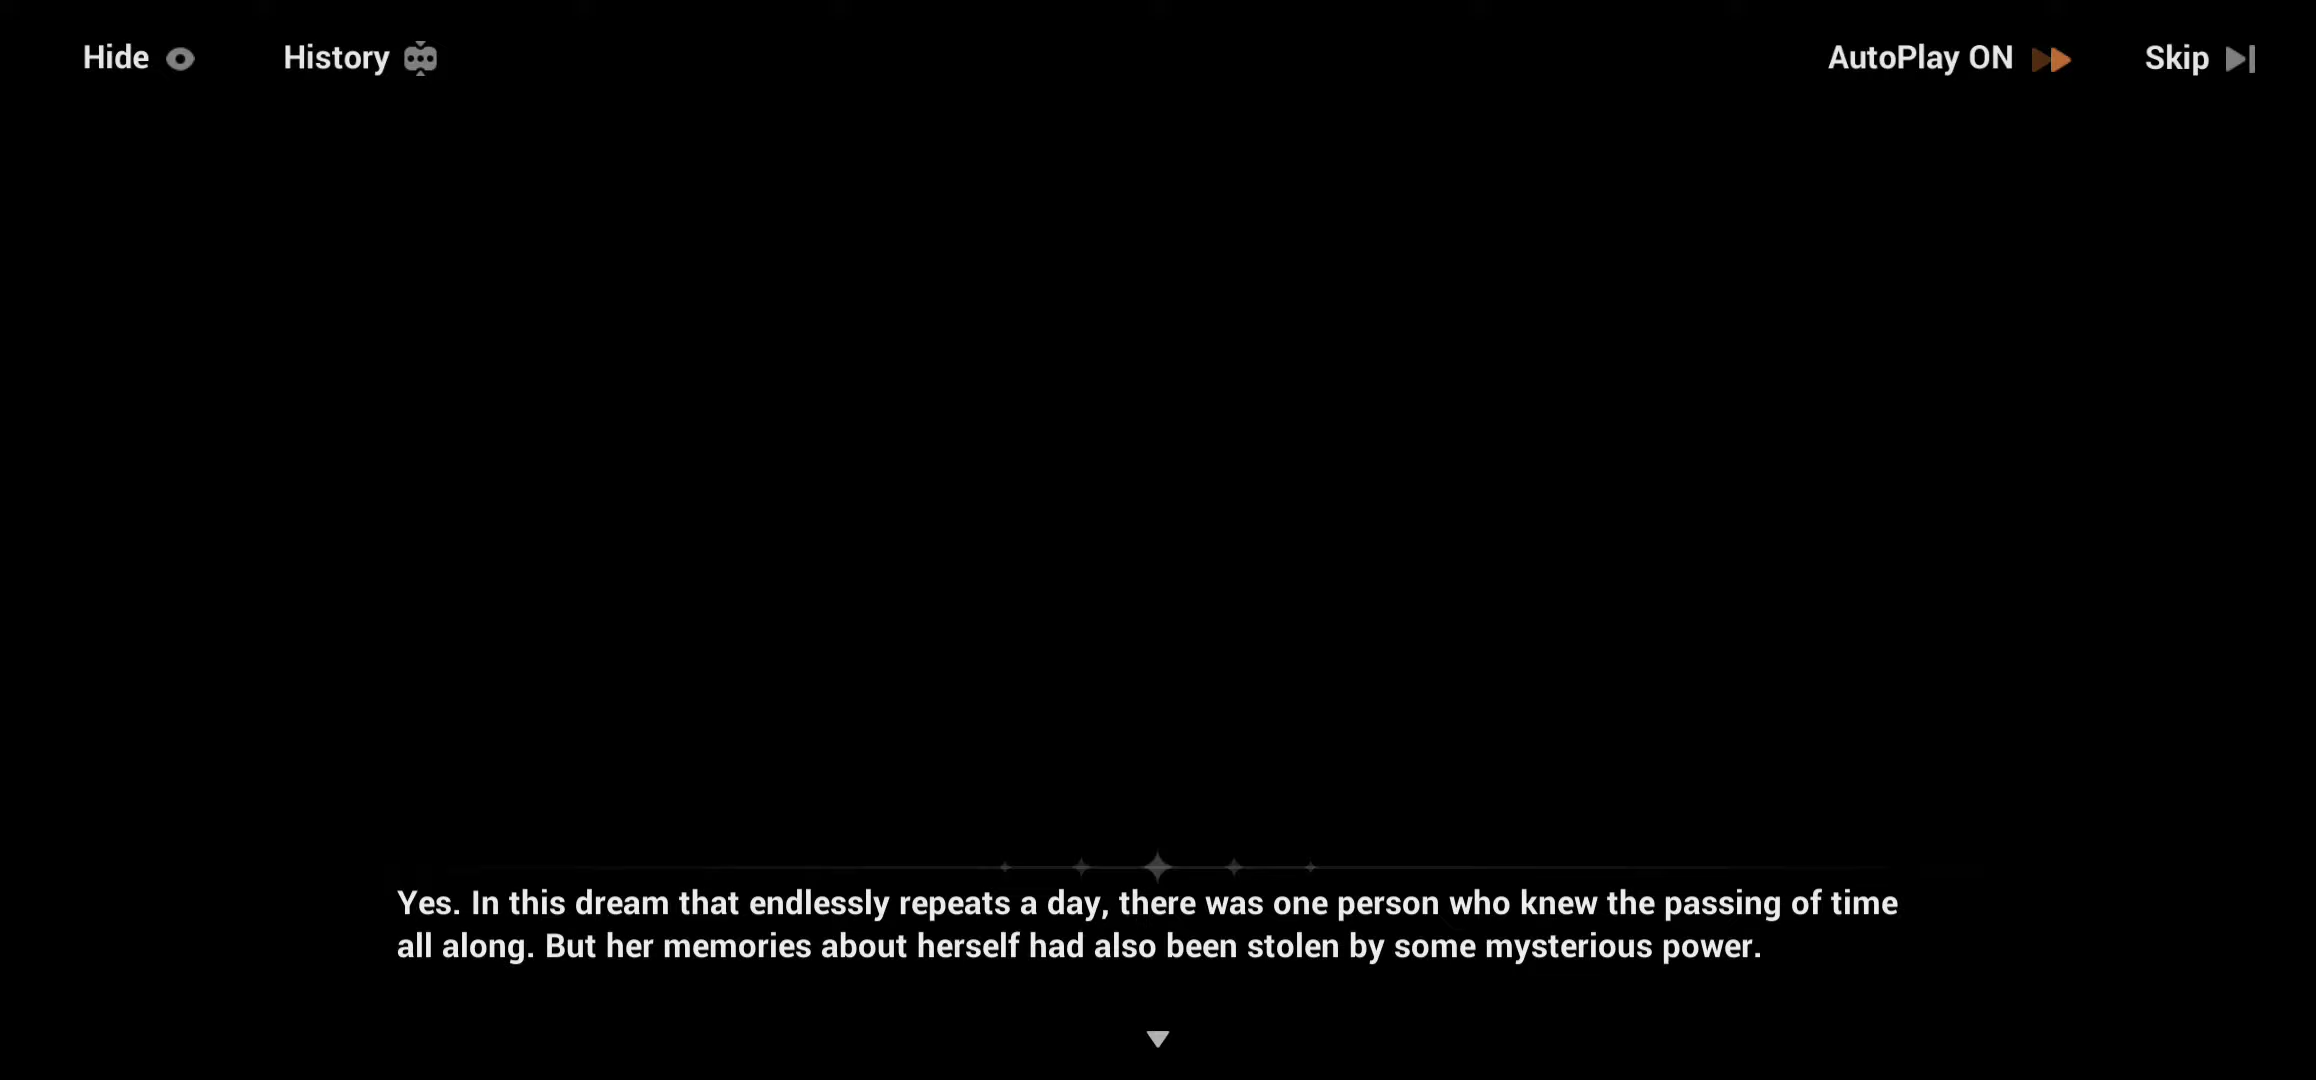 Hide
History
AutoPlay ON
Skip
Yes. In this dream that endlessly repeats a day, there was one person who knew the passing of time
all along. But her memories about herself had also been stolen by some mysterious power.